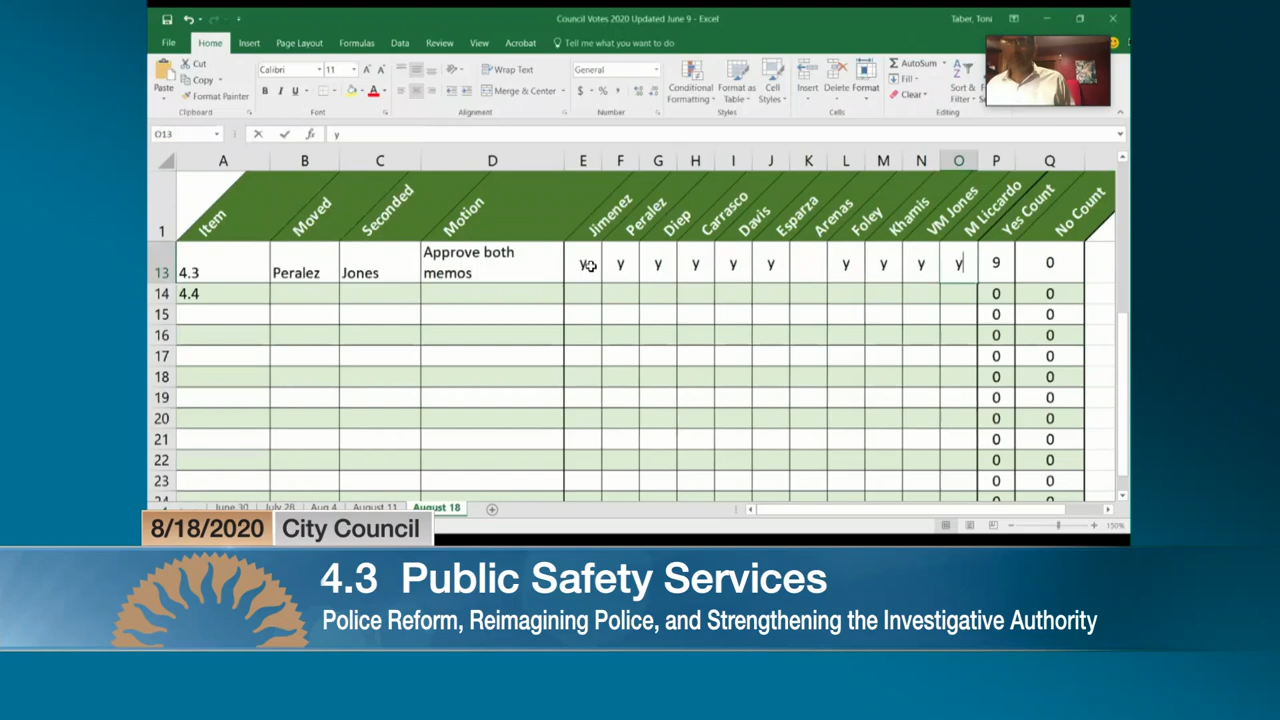 Council Votes 2020 Updated June 9 - Excel
Taber, Toni
File Home Insert Page Layout Formulas Data Review View Acrobat Tell me what you want to do
Paste
Cut
Copy
Format Painter
Clipboard
Calibri 11 A A
B I U A
Font
Wrap Text
Merge & Center
Alignment
General
$ % ,
Number
Conditional Formatting
Format as Table
Cell Styles
Styles
Insert Delete Format
Cells
AutoSum
Fill
Clear
Sort & Filter
Editing
O13 fx y
A B C D E F G H I J K L M N O P Q
1 Item Moved Seconded Motion Jimenez Peralez Diep Carrasco Davis Esparza Arenas Foley Khamis VM Jones M Liccardo Yes Count No Count
13 4.3 Peralez Jones Approve both memos y y y y y y y y y y 9 0
14 4.4 0 0
15 0 0
16 0 0
17 0 0
18 0 0
19 0 0
20 0 0
21 0 0
22 0 0
23 0 0
24 0 0
June 30 July 28 Aug 4 August 11 August 18
150%
8/18/2020 City Council
4.3 Public Safety Services
Police Reform, Reimagining Police, and Strengthening the Investigative Authority